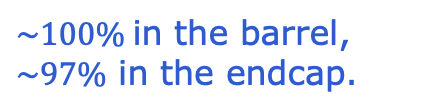 ~100% in the barrel,
~97% in the endcap.